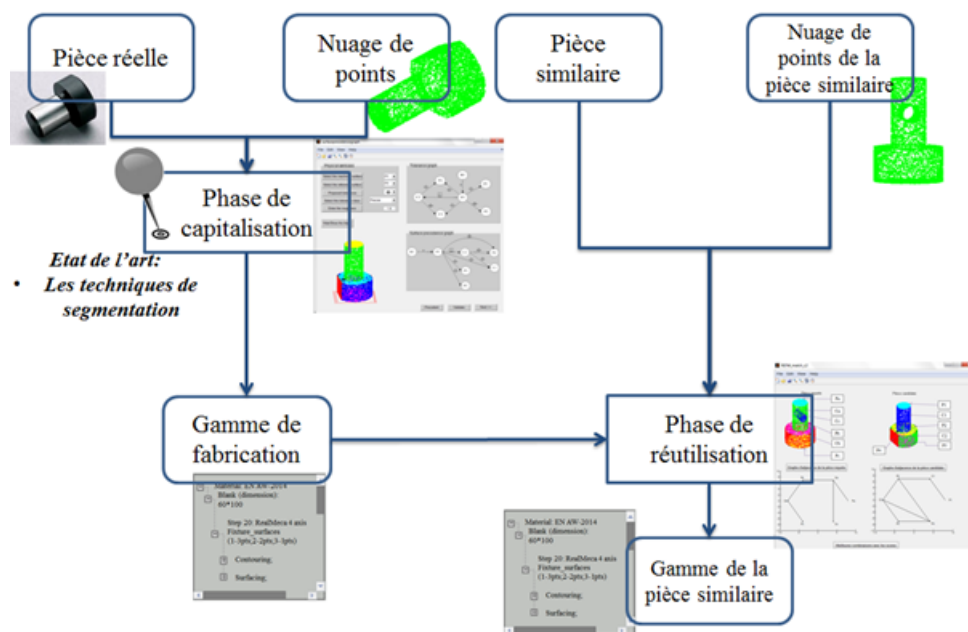 Pièce réelle
Nuage de
points
Pièce
similaire
Nuage de
points de la
pièce similaire
Phase de
capitalisation
Etat de l'art:
• Les techniques de
segmentation
Gamme de
fabrication
Phase de
réutilisation
Material: EN AW-2014
Blank (dimension):
60*100
Step 20: RealMeca 4 axis
Fixture_surfaces
(1-3pts,2-2pts,3-1pts)
Contouring;
Surfacing;
Material: EN AW-2014
Blank (dimension):
60*100
Step 20: RealMeca 4 axis
Fixture_surfaces
(1-3pts,2-2pts,3-1pts)
Contouring;
Surfacing;
Gamme de la
pièce similaire